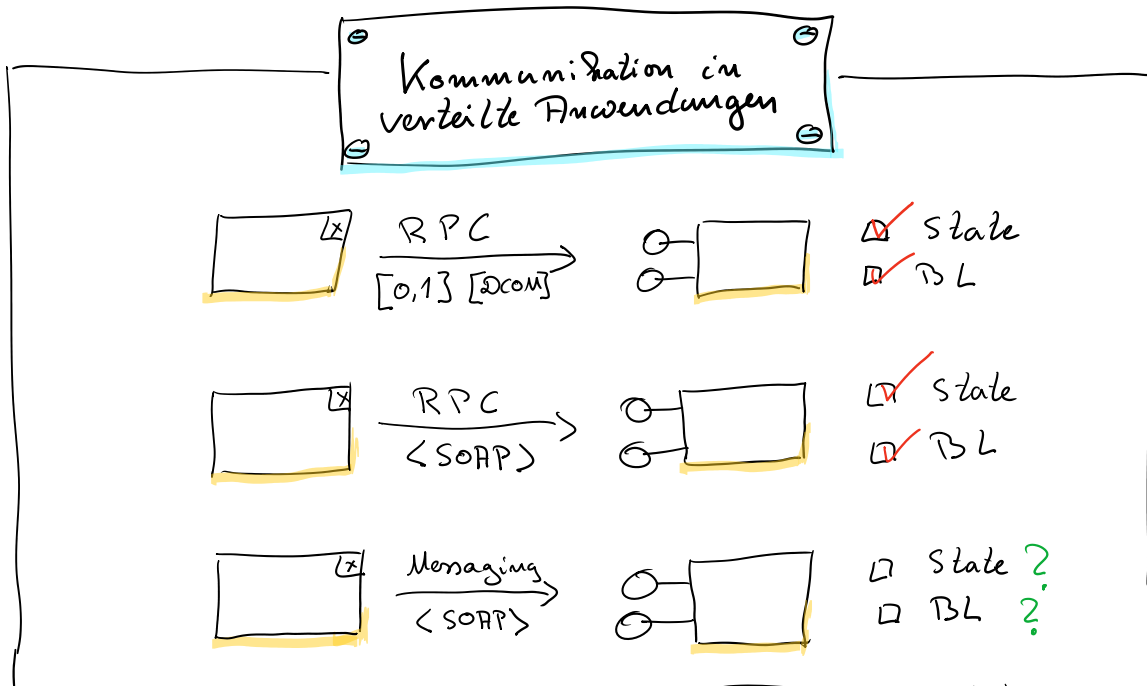 Kommunikation in
verteilte Anwendungen
x RPC State
[0,1] [DCOM] BL
x RPC State
<SOAP> BL
x Messaging State ?
<SOAP> BL ?